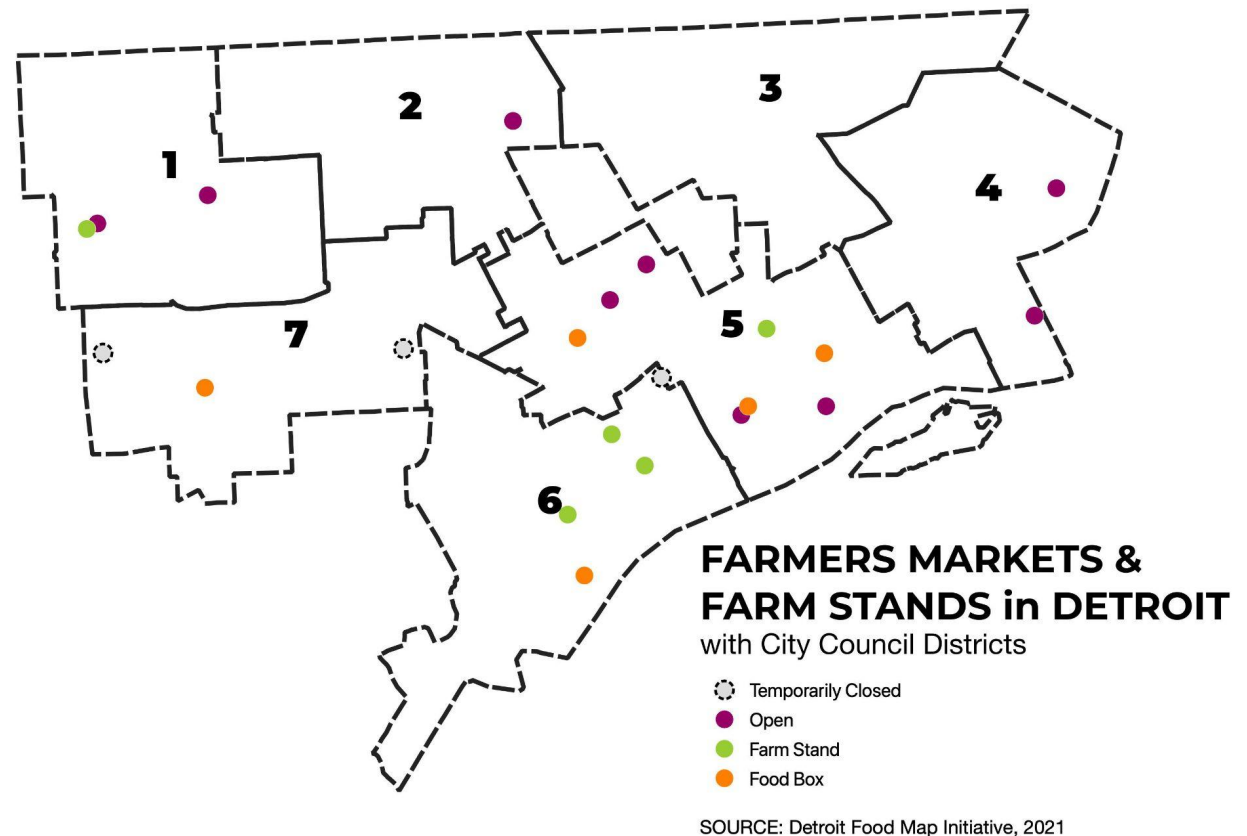 3
2
1
4
7
5
6
FARMERS MARKETS &
FARM STANDS in DETROIT
with City Council Districts
Temporarily Closed
Open
Farm Stand
Food Box
SOURCE: Detroit Food Map Initiative, 2021